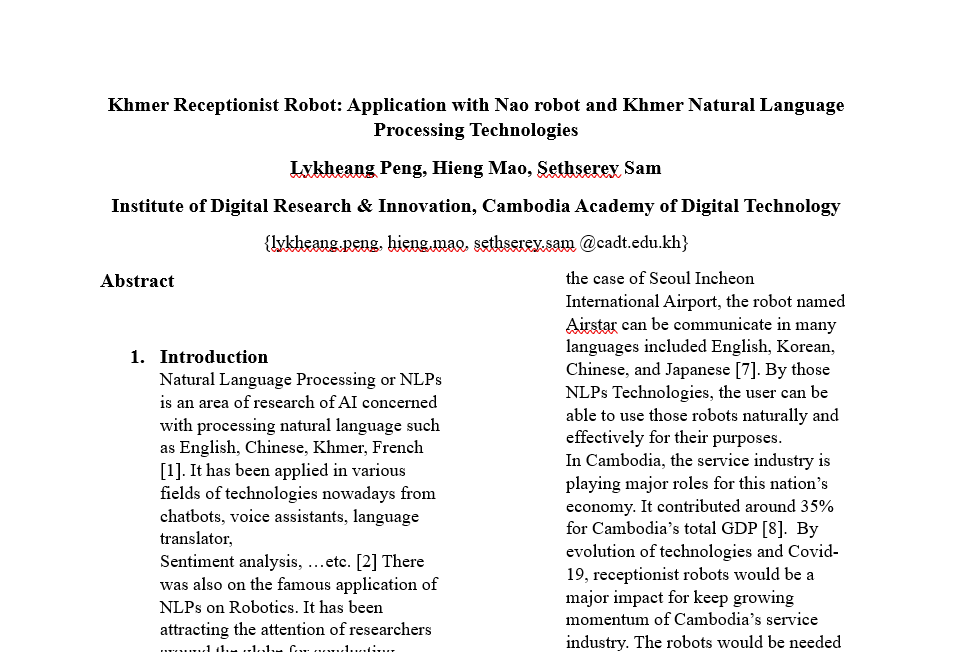 Khmer Receptionist Robot: Application with Nao robot and Khmer Natural Language
Processing Technologies
Lykheang Peng, Hieng Mao, Sethserey Sam
Institute of Digital Research & Innovation, Cambodia Academy of Digital Technology
{lykheang.peng, hieng.mao, sethserey.sam @cadt.edu.kh}
Abstract
1. Introduction
Natural Language Processing or NLPs
is an area of research of AI concerned
with processing natural language such
as English, Chinese, Khmer, French
[1]. It has been applied in various
fields of technologies nowadays from
chatbots, voice assistants, language
translator,
Sentiment analysis, …etc. [2] There
was also on the famous application of
NLPs on Robotics. It has been
attracting the attention of researchers
around the globe for conducting
the case of Seoul Incheon
International Airport, the robot named
Airstar can be communicate in many
languages included English, Korean,
Chinese, and Japanese [7]. By those
NLPs Technologies, the user can be
able to use those robots naturally and
effectively for their purposes.
In Cambodia, the service industry is
playing major roles for this nation’s
economy. It contributed around 35%
for Cambodia’s total GDP [8].  By
evolution of technologies and Covid-
19, receptionist robots would be a
major impact for keep growing
momentum of Cambodia’s service
industry. The robots would be needed